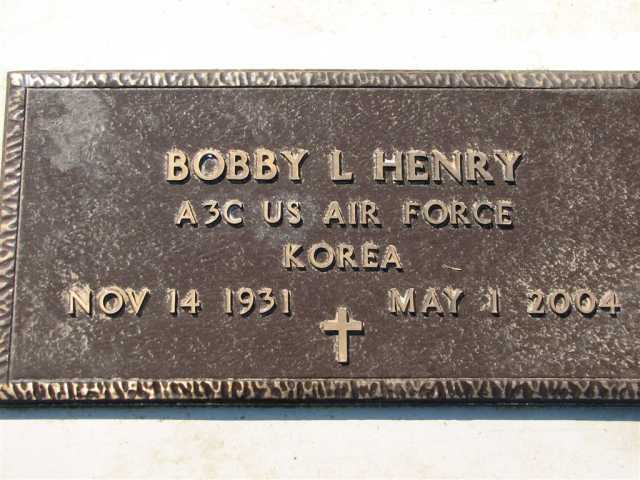 BOBBY L HENRY
A3C US AIR FORCE
KOREA
NOV 14 1931 MAY 1 2004